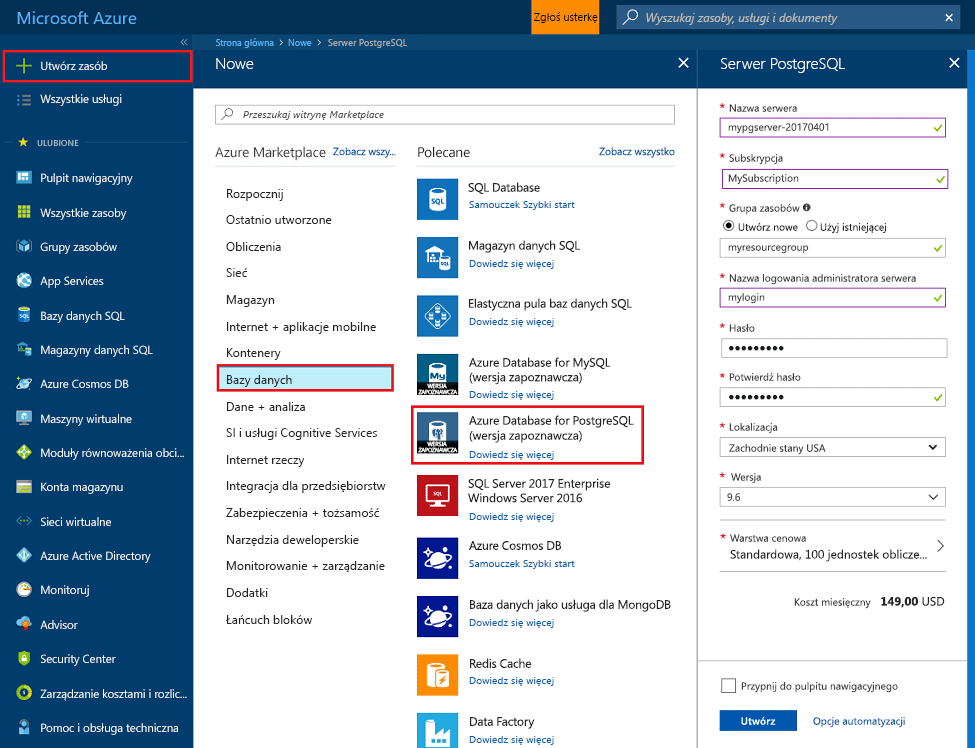 Microsoft Azure
Zgłoś usterkę
Wyszukaj zasoby, usługi i dokumenty
Utwórz zasób
Wszystkie usługi
ULUBIONE
Pulpit nawigacyjny
Wszystkie zasoby
Grupy zasobów
App Services
Bazy danych SQL
Magazyny danych SQL
Azure Cosmos DB
Maszyny wirtualne
Moduły równoważenia obci...
Konta magazynu
Sieci wirtualne
Azure Active Directory
Monitoruj
Advisor
Security Center
Zarządzanie kosztami i rozlic...
Pomoc i obsługa techniczna
Strona główna > Nowe > Serwer PostgreSQL
Nowe
Przeszukaj witrynę Marketplace
Azure Marketplace Zobacz wszy...
Rozpocznij
Ostatnio utworzone
Obliczenia
Sieć
Magazyn
Internet + aplikacje mobilne
Kontenery
Bazy danych
Dane + analiza
SI i usługi Cognitive Services
Internet rzeczy
Integracja dla przedsiębiorstw
Zabezpieczenia + tożsamość
Narzędzia deweloperskie
Monitorowanie + zarządzanie
Dodatki
Łańcuch bloków
Polecane Zobacz wszystko
SQL
SQL Database
Samouczek Szybki start
Magazyn danych SQL
Dowiedz się więcej
Elastyczna pula baz danych SQL
Dowiedz się więcej
My
WERSJA
ZAPOZNAWCZA
Azure Database for MySQL
(wersja zapoznawcza)
Dowiedz się więcej
WERSJA
ZAPOZNAWCZA
Azure Database for PostgreSQL
(wersja zapoznawcza)
Dowiedz się więcej
SQL
SQL Server 2017 Enterprise
Windows Server 2016
Dowiedz się więcej
Azure Cosmos DB
Samouczek Szybki start
Baza danych jako usługa dla MongoDB
Dowiedz się więcej
Redis Cache
Dowiedz się więcej
Data Factory
Dowiedz się więcej
Serwer PostgreSQL
* Nazwa serwera
mypgserver-20170401
* Subskrypcja
MySubscription
* Grupa zasobów
Utwórz nowe Użyj istniejącej
myresourcegroup
* Nazwa logowania administratora serwera
mylogin
* Hasło
•••••••••
* Potwierdź hasło
•••••••••
* Lokalizacja
Zachodnie stany USA
* Wersja
9.6
* Warstwa cenowa
Standardowa, 100 jednostek oblicze...
Koszt miesięczny 149,00 USD
Przypnij do pulpitu nawigacyjnego
Utwórz Opcje automatyzacji